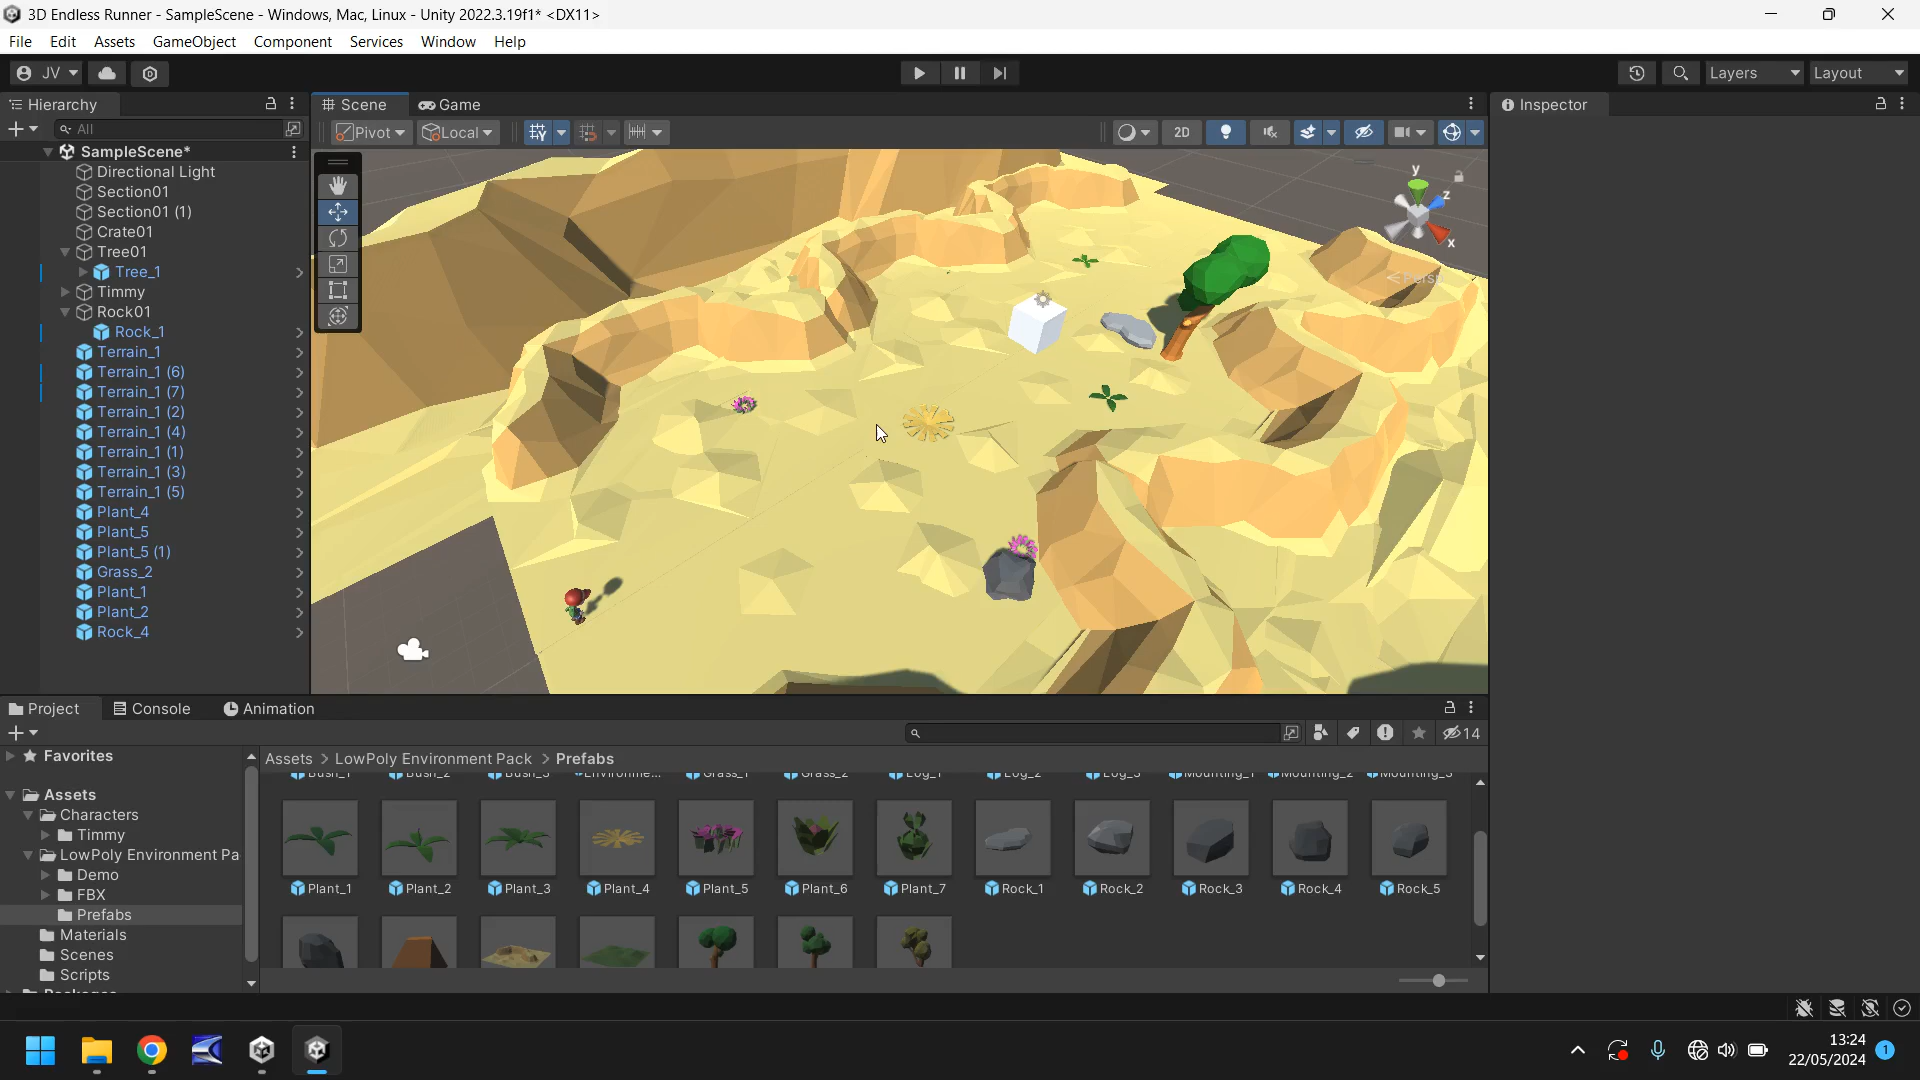 3D Endless Runner - SampleScene - Windows, Mac, Linux - Unity 2022.3.19f1* <DX11>
File Edit Assets GameObject Component Services Window Help
JV
Layers Layout
Hierarchy
Scene Game
Inspector
All
Pivot Local
2D
SampleScene*
Directional Light
Section01
Section01 (1)
Crate01
Tree01
Tree_1
Timmy
Rock01
Rock_1
Terrain_1
Terrain_1 (6)
Terrain_1 (7)
Terrain_1 (2)
Terrain_1 (4)
Terrain_1 (1)
Terrain_1 (3)
Terrain_1 (5)
Plant_4
Plant_5
Plant_5 (1)
Grass_2
Plant_1
Plant_2
Rock_4
y
z
x
< Persp
Project Console Animation
14
Favorites
Assets
Characters
Timmy
LowPoly Environment Pa
Demo
FBX
Prefabs
Materials
Scenes
Scripts
Assets > LowPoly Environment Pack > Prefabs
Plant_1 Plant_2 Plant_3 Plant_4 Plant_5 Plant_6 Plant_7 Rock_1 Rock_2 Rock_3 Rock_4 Rock_5
13:24
22/05/2024
1